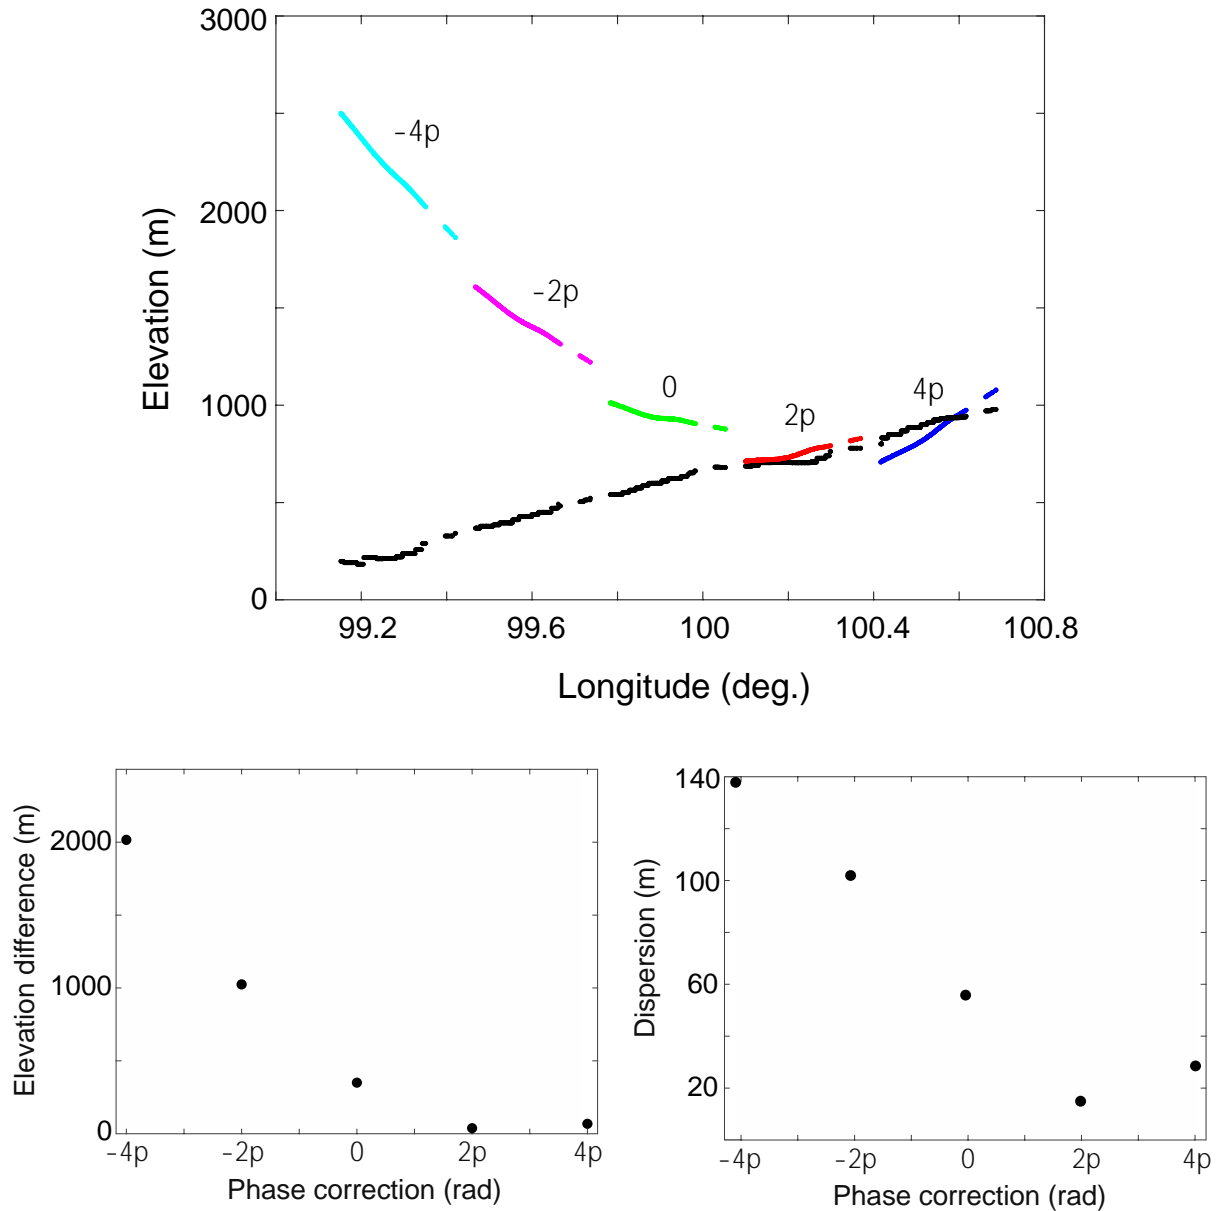 3000
2000
1000
0
Elevation (m)
-4p
-2p
0
2p
4p
99.2 99.6 100 100.4 100.8
Longitude (deg.)
2000
1000
0
Elevation difference (m)
-4p -2p 0 2p 4p
Phase correction (rad)
140
100
60
20
Dispersion (m)
-4p -2p 0 2p 4p
Phase correction (rad)